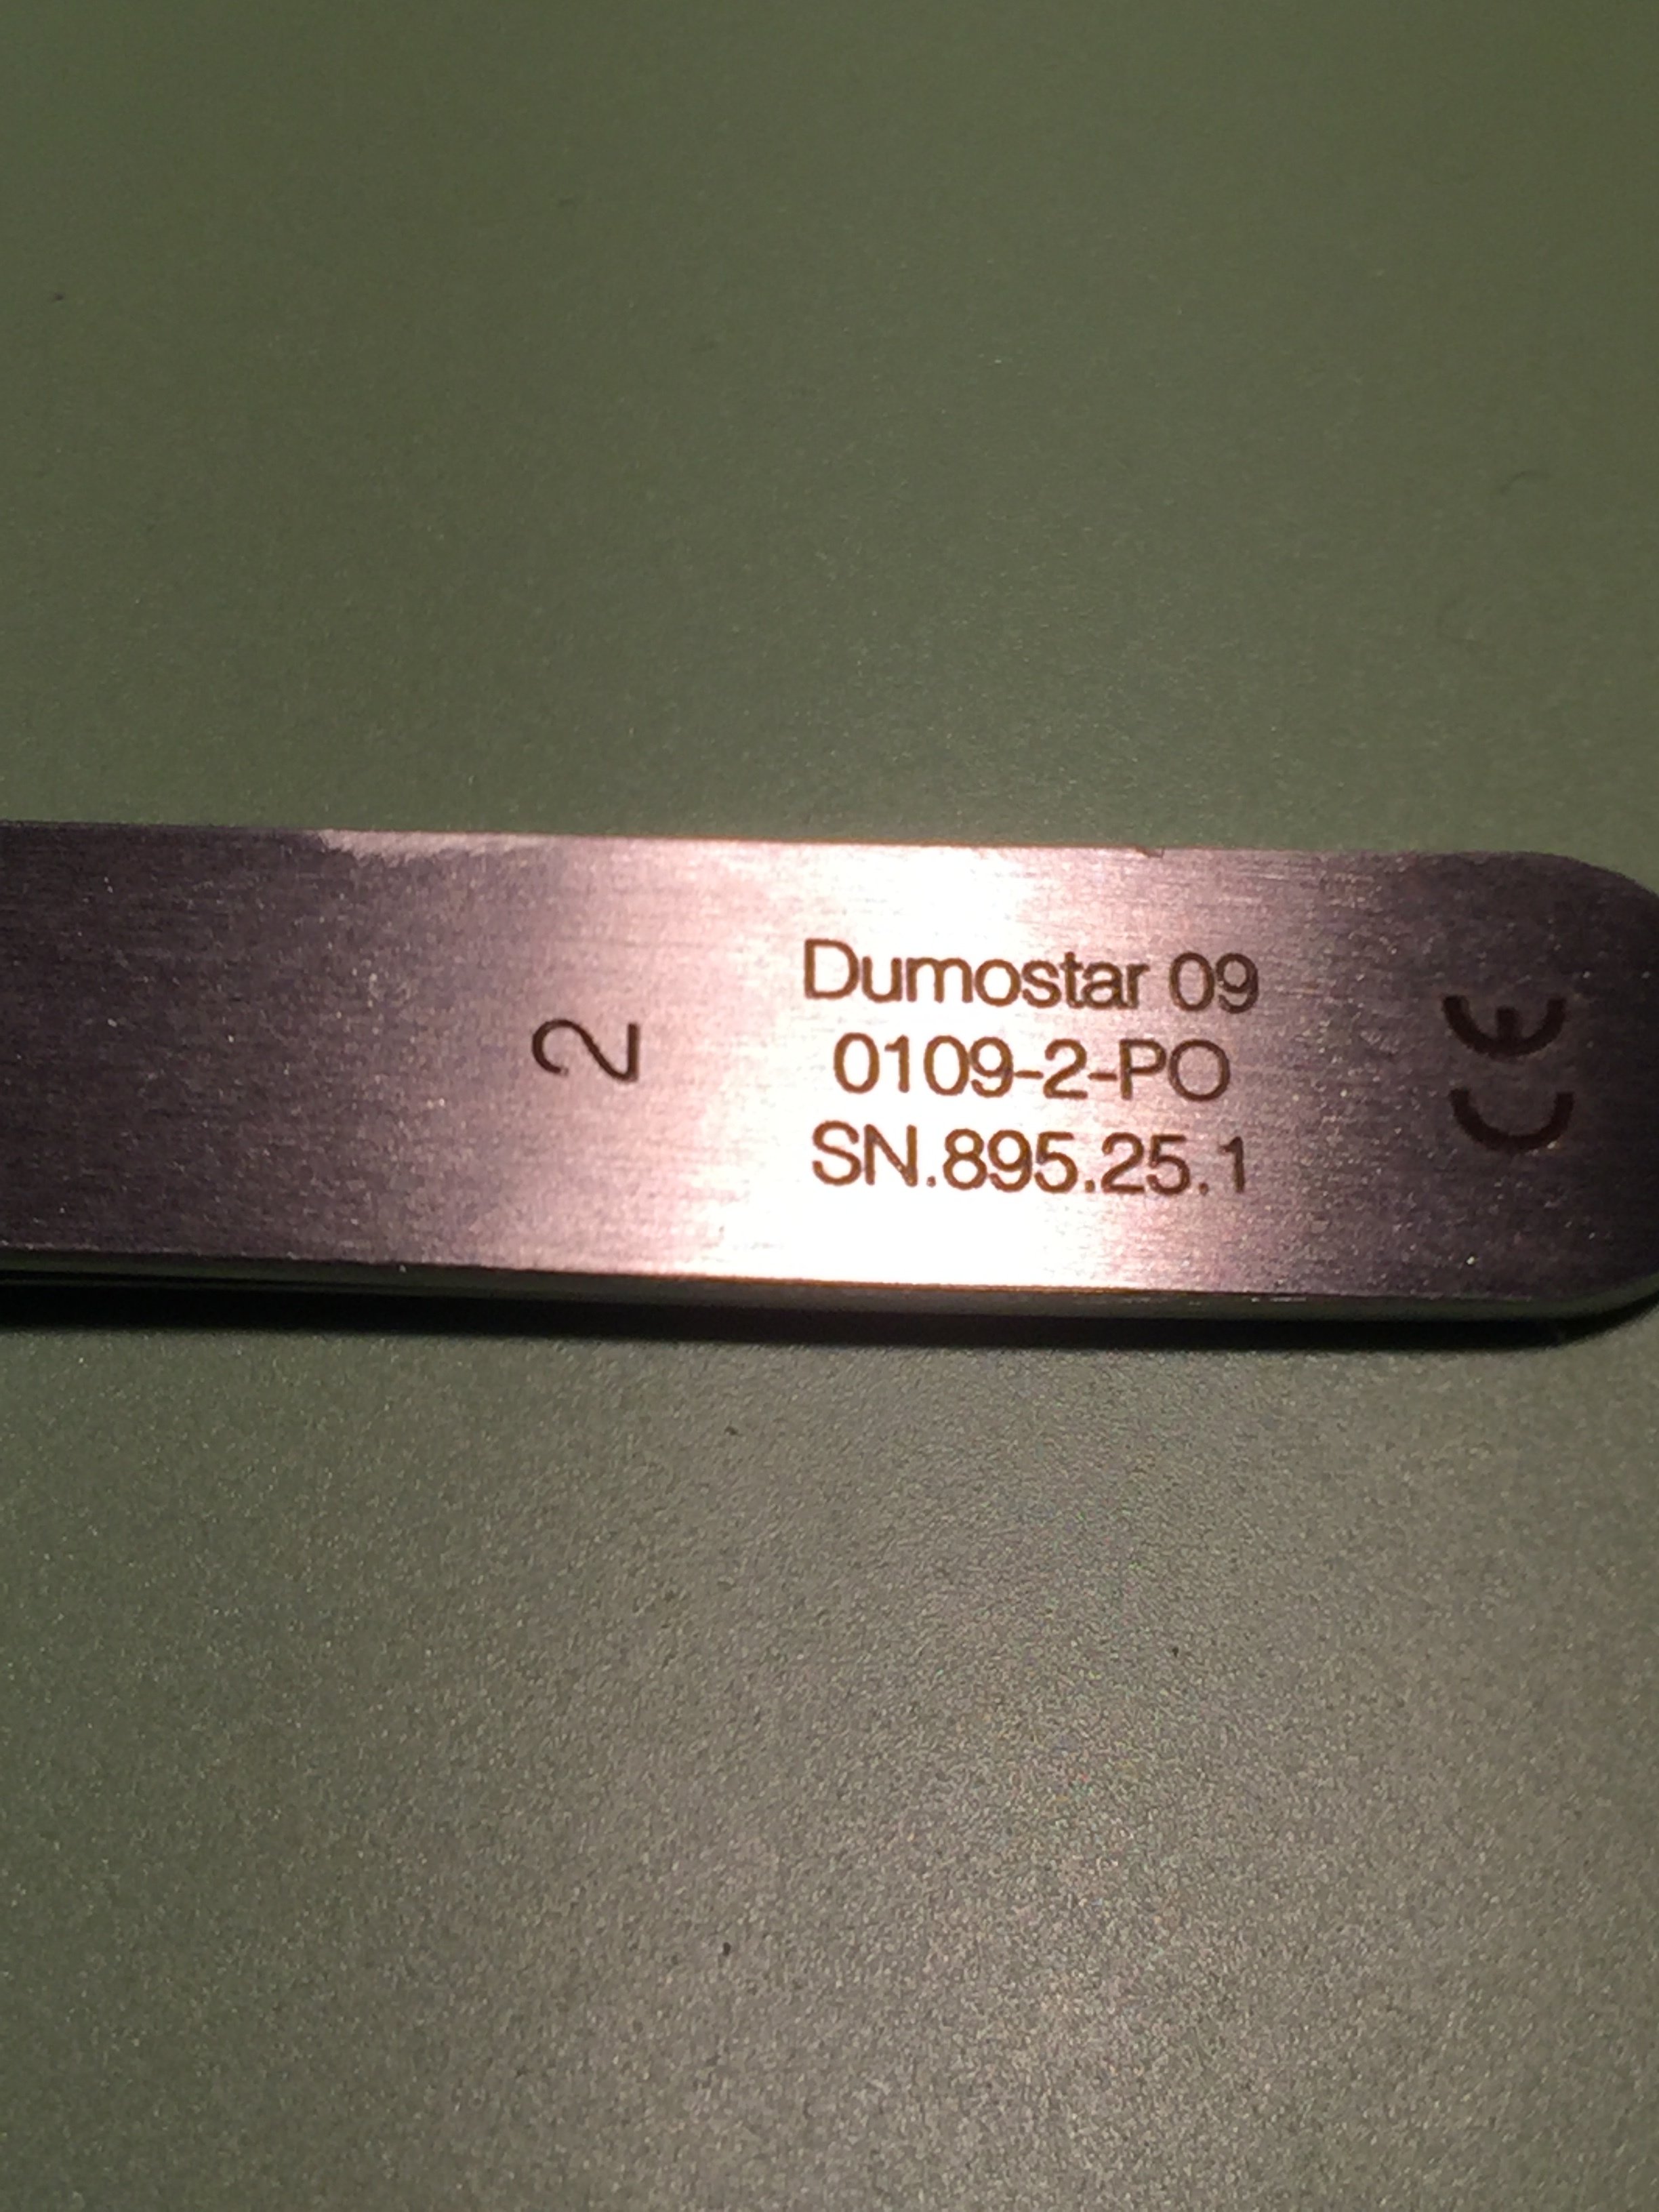 2
Dumostar 09
0109-2-PO
SN.895.25.1
CE